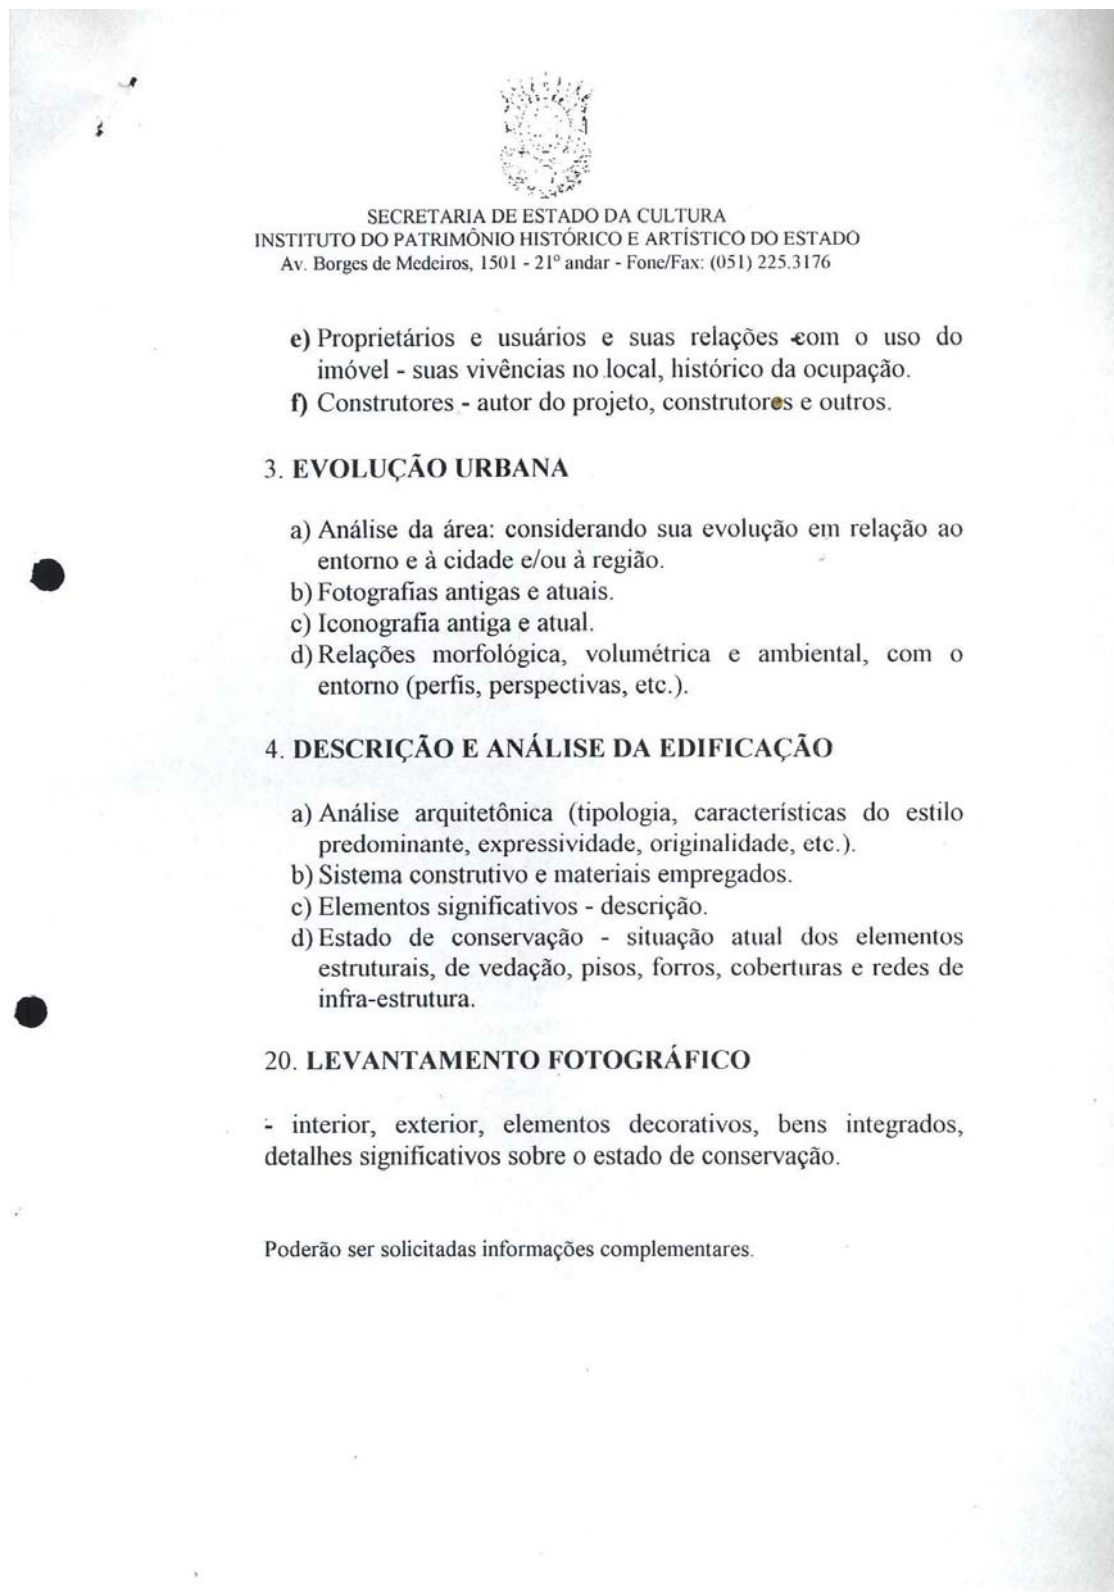 SECRETARIA DE ESTADO DA CULTURA
INSTITUTO DO PATRIMÔNIO HISTÓRICO E ARTÍSTICO DO ESTADO
Av. Borges de Medeiros, 1501 - 21º andar - Fone/Fax: (051) 225.3176
e) Proprietários e usuários e suas relações com o uso do
imóvel - suas vivências no local, histórico da ocupação.
f) Construtores - autor do projeto, construtores e outros.
3. EVOLUÇÃO URBANA
a) Análise da área: considerando sua evolução em relação ao
entorno e à cidade e/ou à região.
b) Fotografias antigas e atuais.
c) Iconografia antiga e atual.
d) Relações morfológica, volumétrica e ambiental, com o
entorno (perfis, perspectivas, etc.).
4. DESCRIÇÃO E ANÁLISE DA EDIFICAÇÃO
a) Análise arquitetônica (tipologia, características do estilo
predominante, expressividade, originalidade, etc.).
b) Sistema construtivo e materiais empregados.
c) Elementos significativos - descrição.
d) Estado de conservação - situação atual dos elementos
estruturais, de vedação, pisos, forros, coberturas e redes de
infra-estrutura.
20. LEVANTAMENTO FOTOGRÁFICO
- interior, exterior, elementos decorativos, bens integrados,
detalhes significativos sobre o estado de conservação.
Poderão ser solicitadas informações complementares.